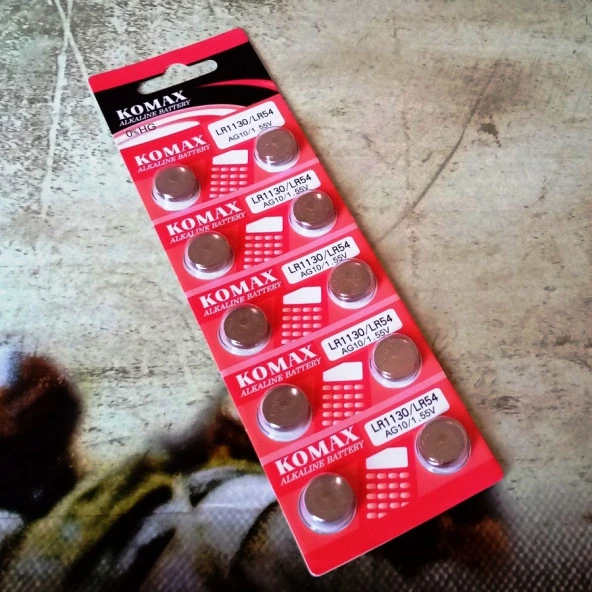 KOMAX
ALKALINE BATTERY
0%HG
KOMAX
ALKALINE BATTERY
LR1130/LR54
AG10/1.55V
KOMAX
ALKALINE BATTERY
LR1130/LR54
AG10/1.55V
KOMAX
ALKALINE BATTERY
LR1130/LR54
AG10/1.55V
KOMAX
ALKALINE BATTERY
LR1130/LR54
AG10/1.55V
KOMAX
ALKALINE BATTERY
LR1130/LR54
AG10/1.55V